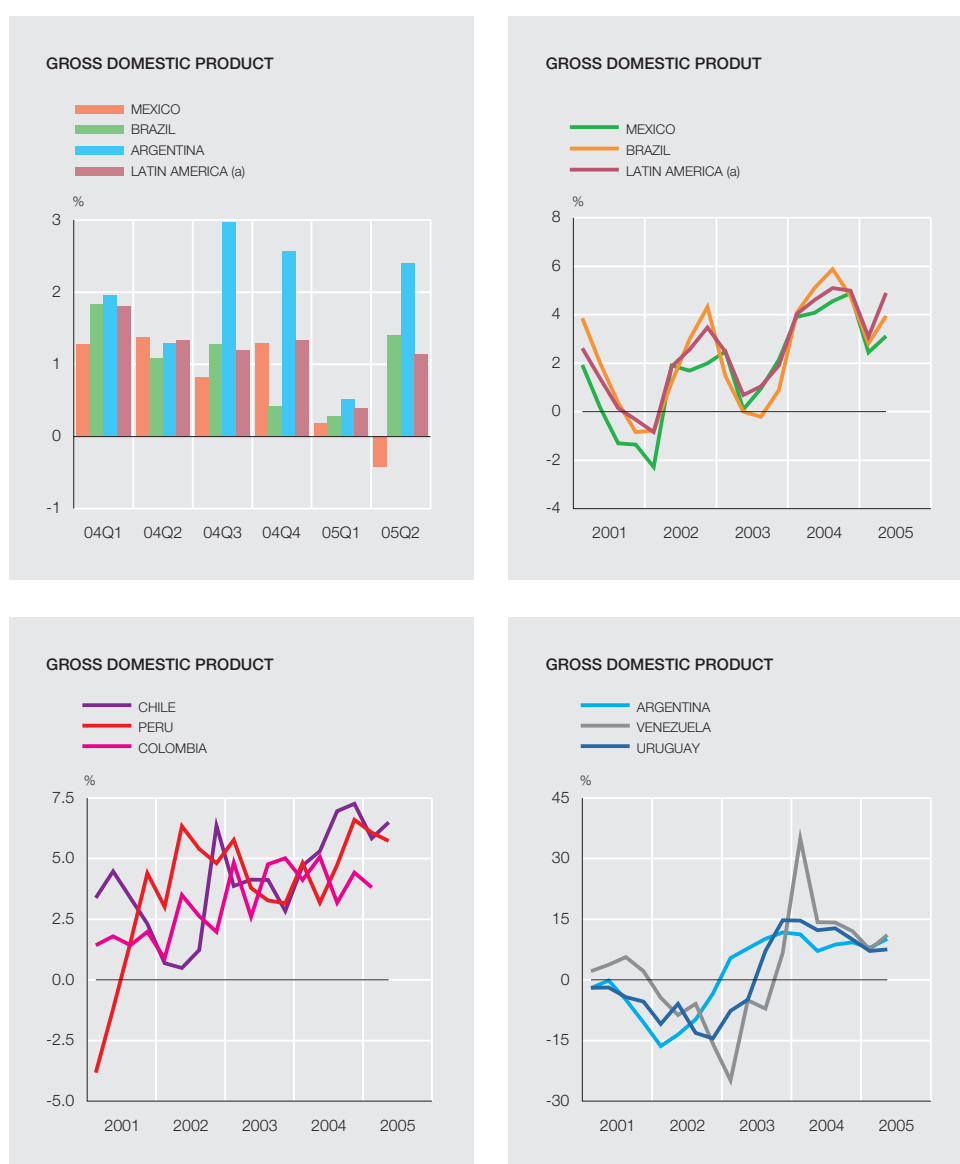 GROSS DOMESTIC PRODUCT
MEXICO
BRAZIL
ARGENTINA
LATIN AMERICA (a)
%
3
2
1
0
-1
04Q1 04Q2 04Q3 04Q4 05Q1 05Q2
GROSS DOMESTIC PRODUT
MEXICO
BRAZIL
LATIN AMERICA (a)
%
8
6
4
2
0
-2
-4
2001 2002 2003 2004 2005
GROSS DOMESTIC PRODUCT
CHILE
PERU
COLOMBIA
%
7.5
5.0
2.5
0.0
-2.5
-5.0
2001 2002 2003 2004 2005
GROSS DOMESTIC PRODUCT
ARGENTINA
VENEZUELA
URUGUAY
%
45
30
15
0
-15
-30
2001 2002 2003 2004 2005